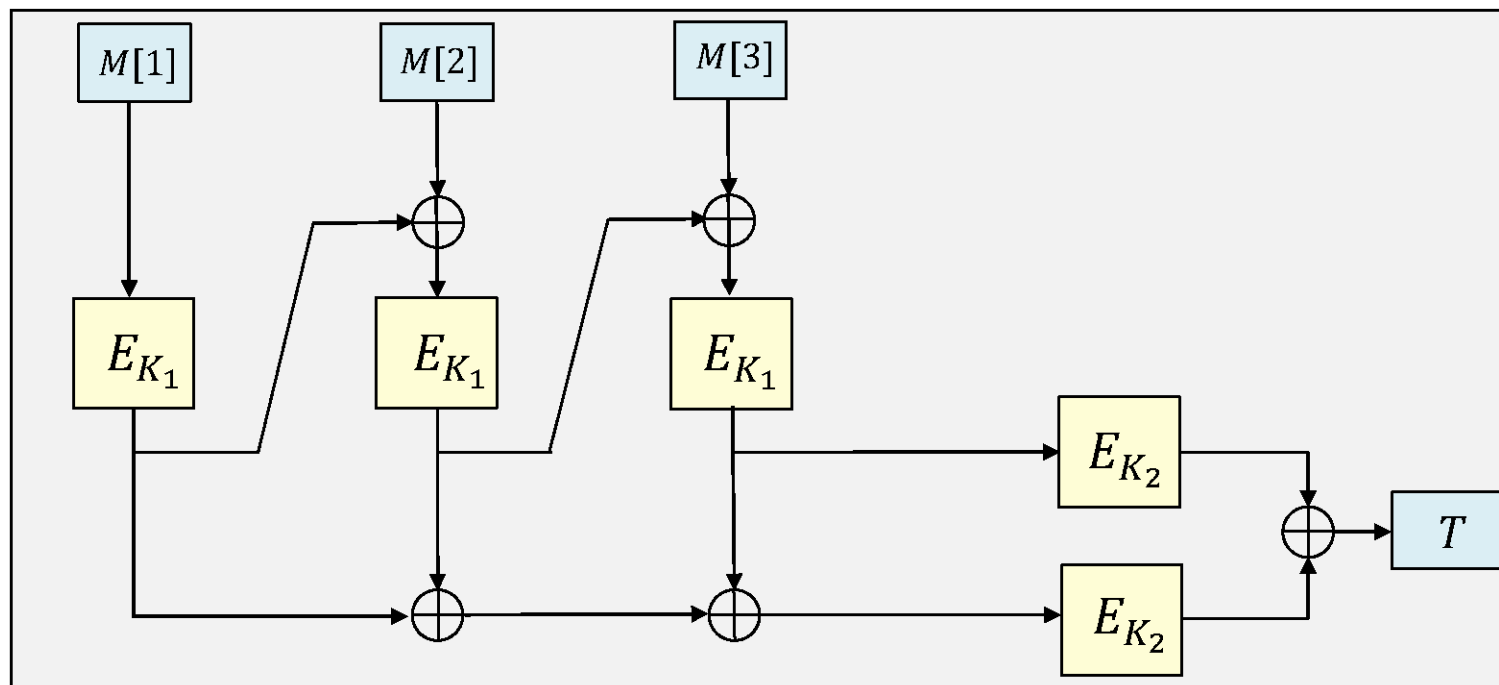 M[1] M[2] M[3]
E_{K_1} E_{K_1} E_{K_1}
E_{K_2}
T
E_{K_2}